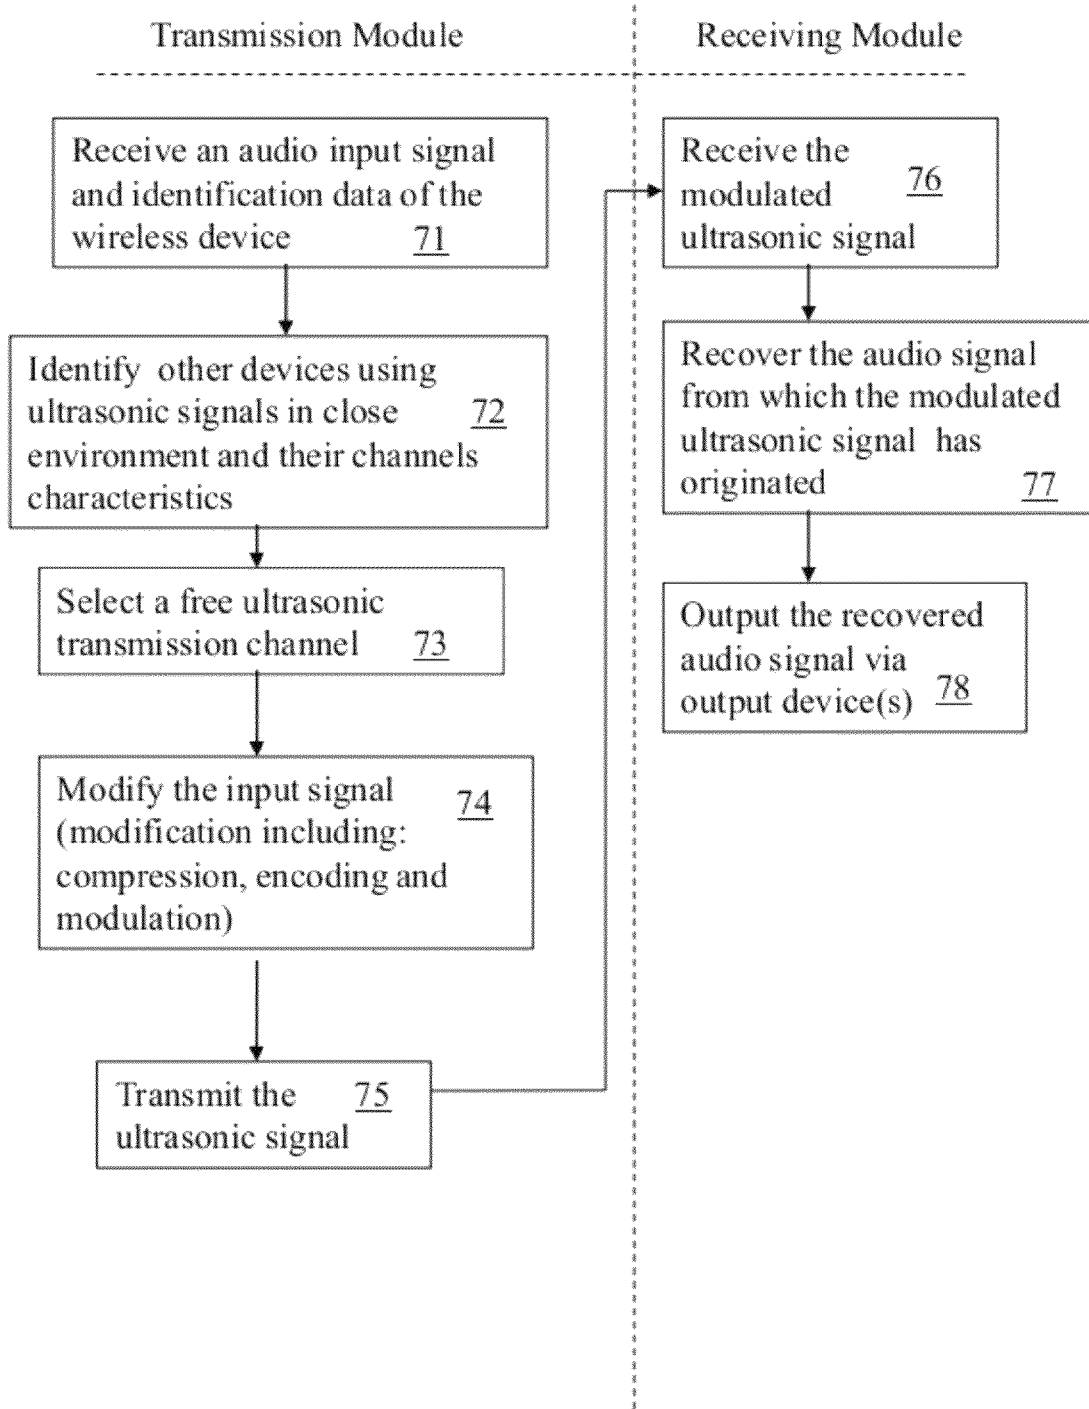 Transmission Module
Receive an audio input signal
and identification data of the
wireless device 71
Identify other devices using
ultrasonic signals in close 72
environment and their channels
characteristics
Select a free ultrasonic
transmission channel 73
Modify the input signal 74
(modification including:
compression, encoding and
modulation)
Transmit the 75
ultrasonic signal
Receiving Module
Receive the 76
modulated
ultrasonic signal
Recover the audio signal
from which the modulated
ultrasonic signal has
originated 77
Output the recovered
audio signal via
output device(s) 78